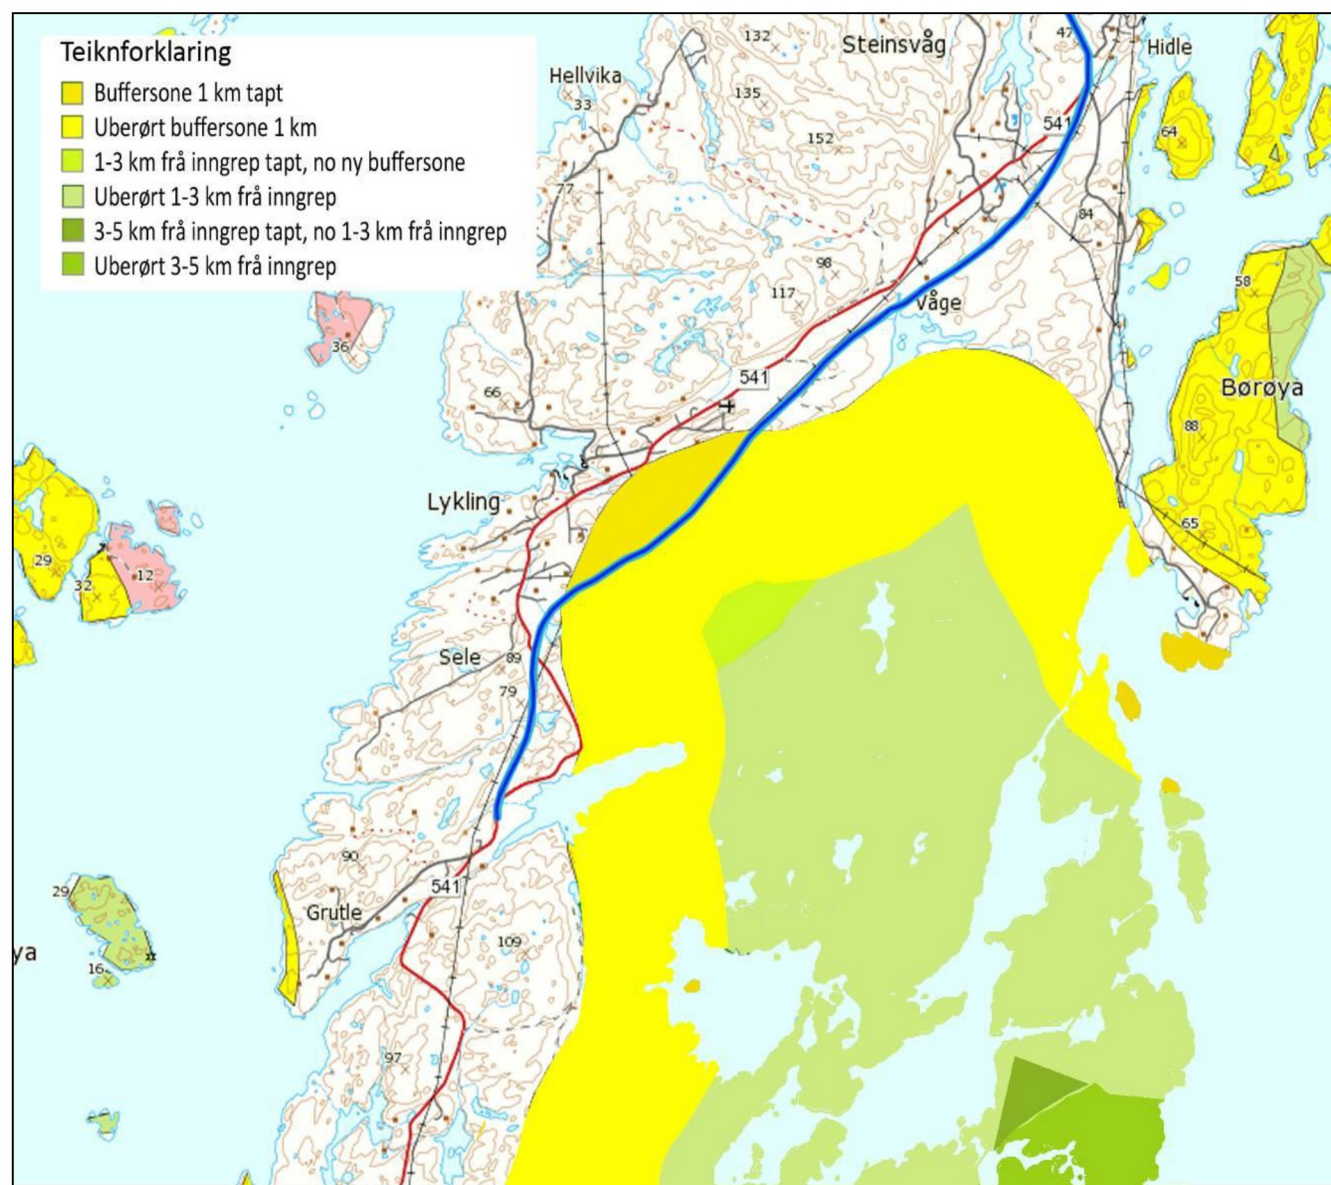 Teiknforklaring
Buffersone 1 km tapt
Uberørt buffersone 1 km
1-3 km frå inngrep tapt, no ny buffersone
Uberørt 1-3 km frå inngrep
3-5 km frå inngrep tapt, no 1-3 km frå inngrep
Uberørt 3-5 km frå inngrep
132
Steinsvåg
47
Hidle
Hellvika
33
135
152
541
64
77
84
98
117
Våge
58
36
541
66
Børøya
88
Lykling
65
29
32
12
Sele
89
79
90
541
Grutle
29
109
ya
16
97